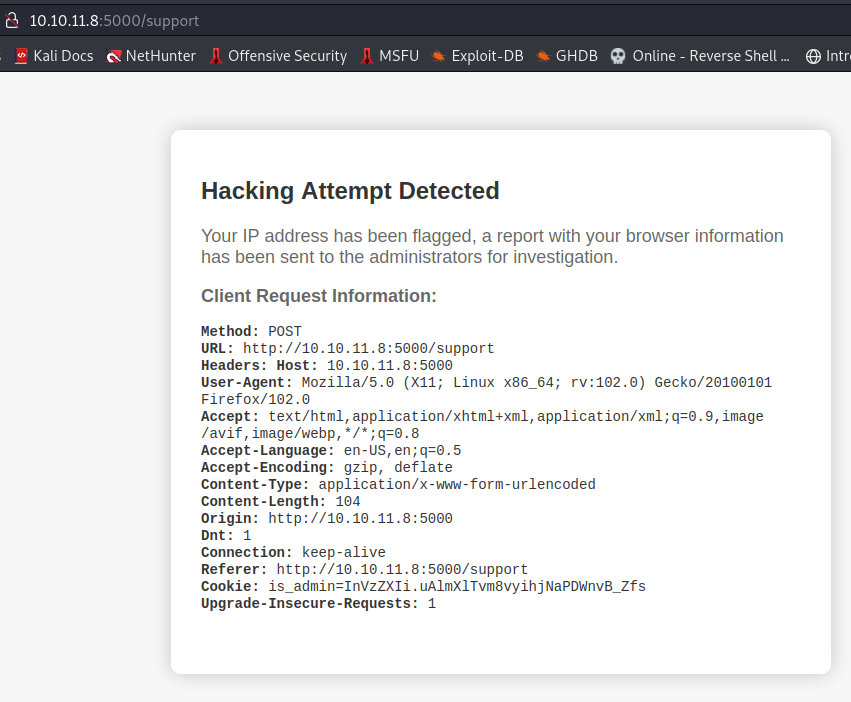 10.10.11.8:5000/support
Kali Docs NetHunter Offensive Security MSFU Exploit-DB GHDB Online - Reverse Shell ... Intr
Hacking Attempt Detected
Your IP address has been flagged, a report with your browser information
has been sent to the administrators for investigation.
Client Request Information:
Method: POST
URL: http://10.10.11.8:5000/support
Headers: Host: 10.10.11.8:5000
User-Agent: Mozilla/5.0 (X11; Linux x86_64; rv:102.0) Gecko/20100101
Firefox/102.0
Accept: text/html,application/xhtml+xml,application/xml;q=0.9,image
/avif,image/webp,*/*;q=0.8
Accept-Language: en-US,en;q=0.5
Accept-Encoding: gzip, deflate
Content-Type: application/x-www-form-urlencoded
Content-Length: 104
Origin: http://10.10.11.8:5000
Dnt: 1
Connection: keep-alive
Referer: http://10.10.11.8:5000/support
Cookie: is_admin=InVzZXIi.uAlmXlTvm8vyihjNaPDWnvB_Zfs
Upgrade-Insecure-Requests: 1